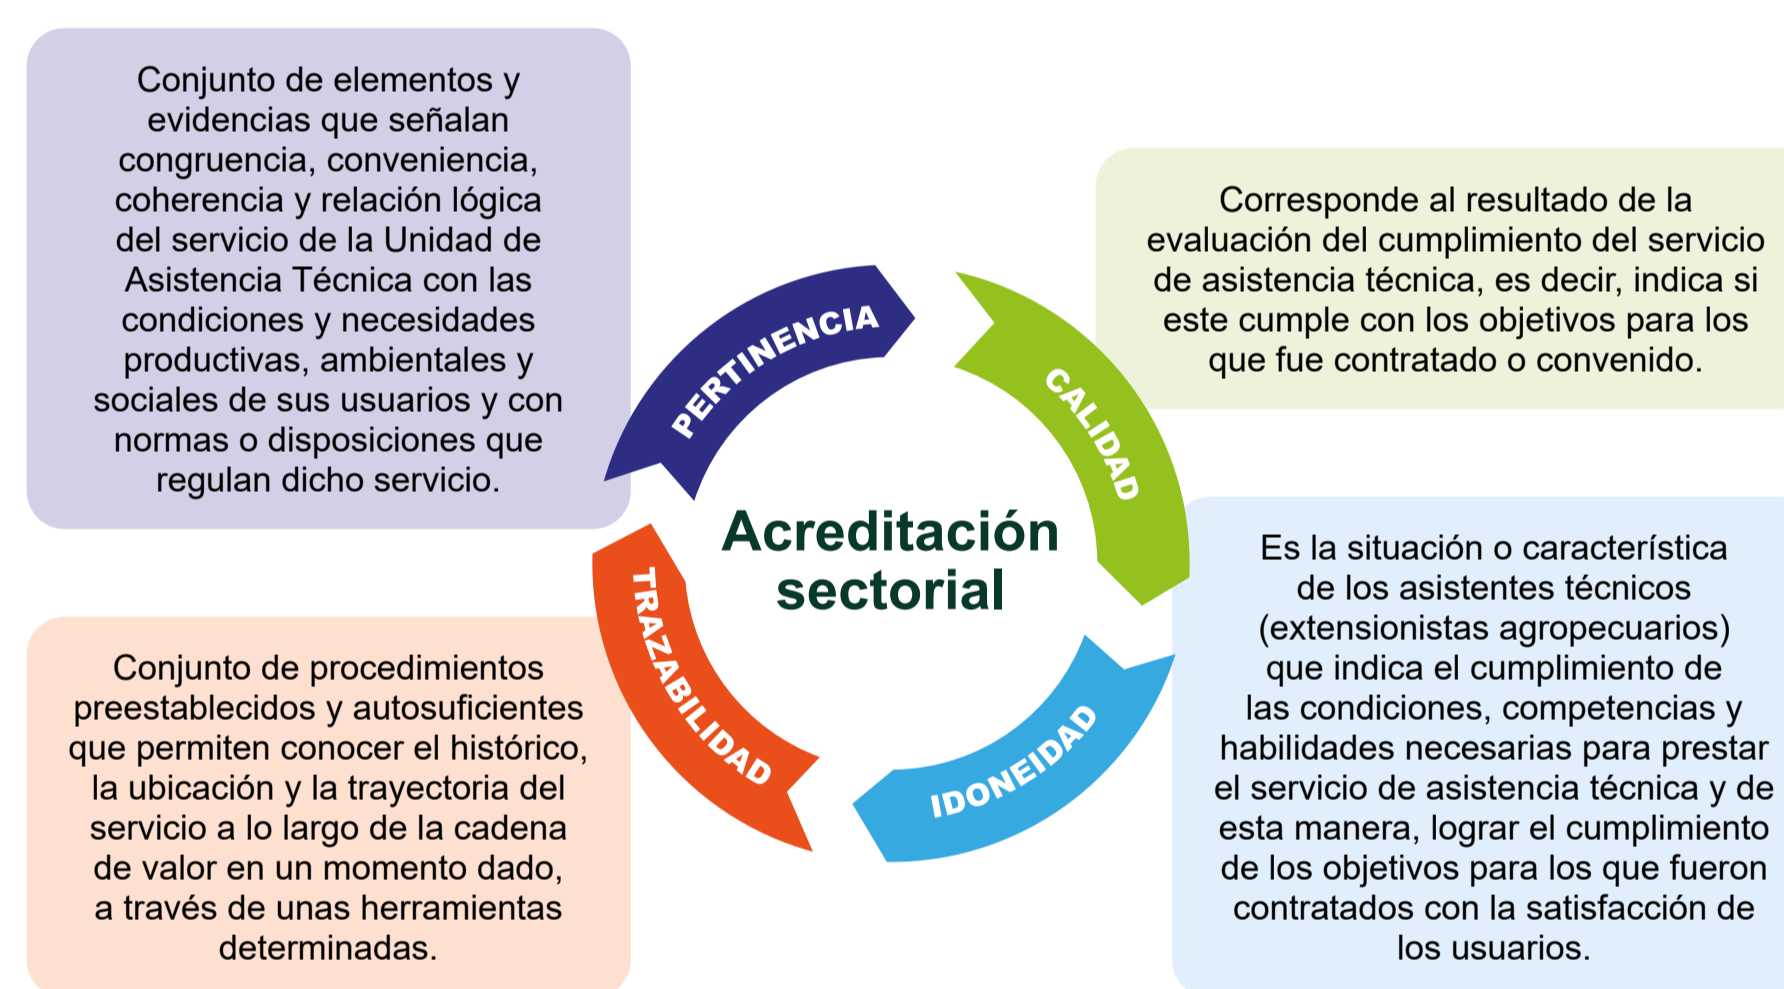 Conjunto de elementos y
evidencias que señalan
congruencia, conveniencia,
coherencia y relación lógica
del servicio de la Unidad de
Asistencia Técnica con las
condiciones y necesidades
productivas, ambientales y
sociales de sus usuarios y con
normas o disposiciones que
regulan dicho servicio.
PERTINENCIA
Corresponde al resultado de la
evaluación del cumplimiento del servicio
de asistencia técnica, es decir, indica si
este cumple con los objetivos para los
que fue contratado o convenido.
CALIDAD
Acreditación
sectorial
Conjunto de procedimientos
preestablecidos y autosuficientes
que permiten conocer el histórico,
la ubicación y la trayectoria del
servicio a lo largo de la cadena
de valor en un momento dado,
a través de unas herramientas
determinadas.
TRAZABILIDAD
IDONEIDAD
Es la situación o característica
de los asistentes técnicos
(extensionistas agropecuarios)
que indica el cumplimiento de
las condiciones, competencias y
habilidades necesarias para prestar
el servicio de asistencia técnica y de
esta manera, lograr el cumplimiento
de los objetivos para los que fueron
contratados con la satisfacción de
los usuarios.